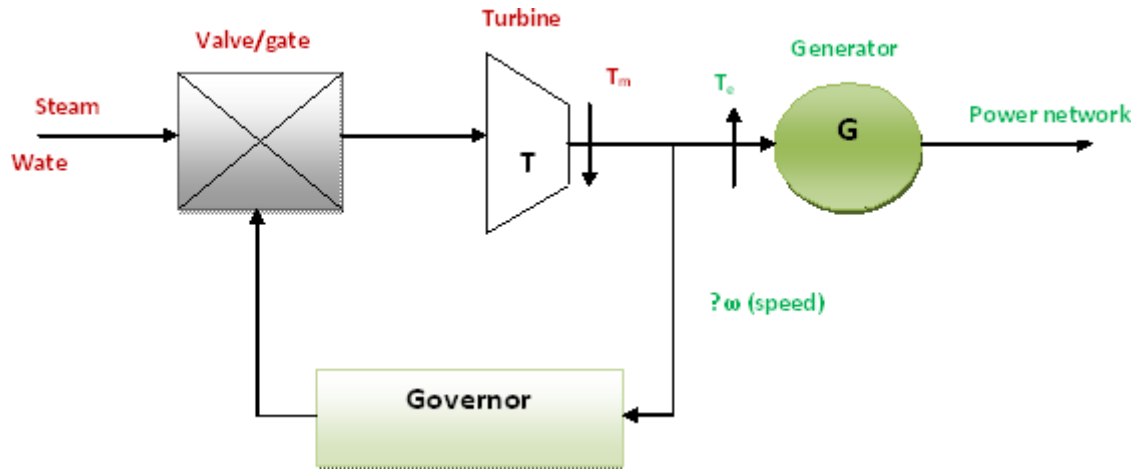 Turbine
Valve/gate
Generator
Tm
Te
Steam
Power network
G
T
Wate
?ω (speed)
Governor